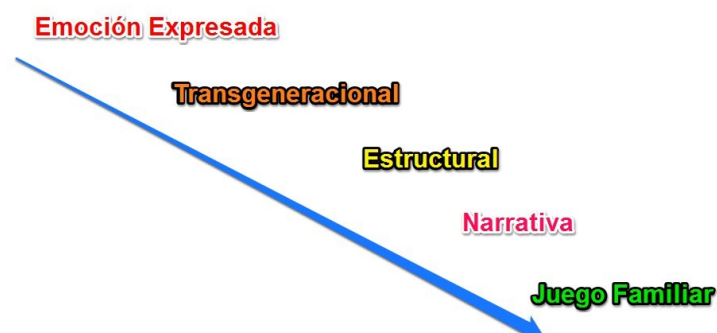 Emoción Expresada
Transgeneracional
Estructural
Narrativa
Juego Familiar